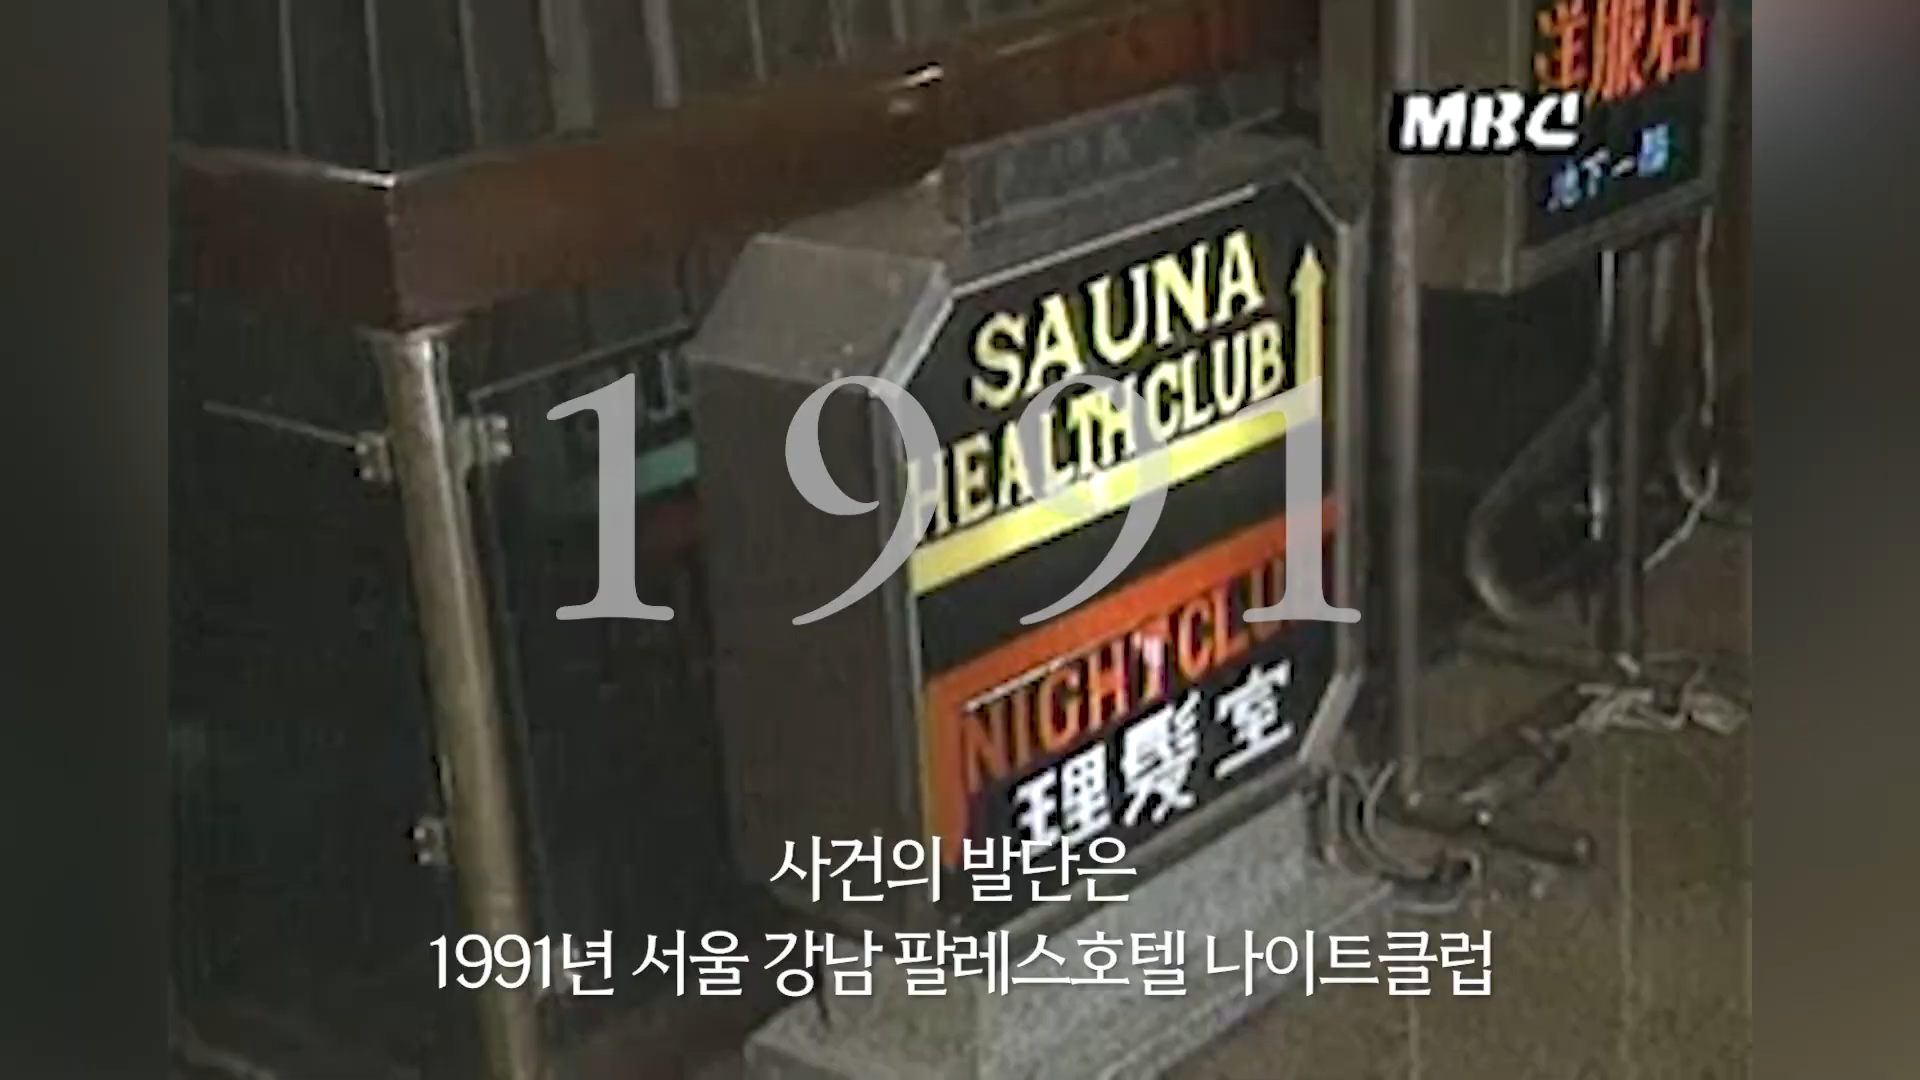 洋服店
MBC
地下一階
SAUNA
HEALTH CLUB
1991
NIGHT CLUB
理髮室
사건의 발단은
1991년 서울 강남 팔레스호텔 나이트클럽